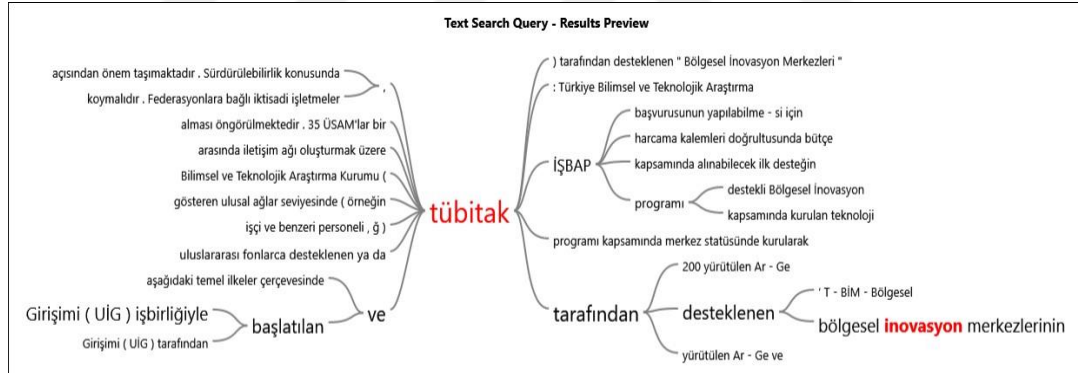 Text Search Query - Results Preview
açısından önem taşımaktadır . Sürdürülebilirlik konusunda
koymalıdır . Federasyonlara bağlı iktisadi işletmeler
.
alması öngörülmektedir . 35 ÜSAM'lar bir
arasında iletişim ağı oluşturmak üzere
Bilimsel ve Teknolojik Araştırma Kurumu (
gösteren ulusal ağlar seviyesinde ( örneğin
işçi ve benzeri personeli , ğ )
uluslararası fonlarca desteklenen ya da
aşağıdaki temel ilkeler çerçevesinde
Girişimi ( UİG ) işbirliğiyle
Girişimi ( UİG ) tarafından
başlatılan
ve
tübitak
) tarafından desteklenen " Bölgesel İnovasyon Merkezleri "
: Türkiye Bilimsel ve Teknolojik Araştırma
İŞBAP
başvurusunun yapılabilme - si için
harcama kalemleri doğrultusunda bütçe
kapsamında alınabilecek ilk desteğin
programı
destekli Bölgesel İnovasyon
kapsamında kurulan teknoloji
programı kapsamında merkez statüsünde kurularak
tarafından
200 yürütülen Ar - Ge
desteklenen
' T - BİM - Bölgesel
bölgesel inovasyon merkezlerinin
yürütülen Ar - Ge ve